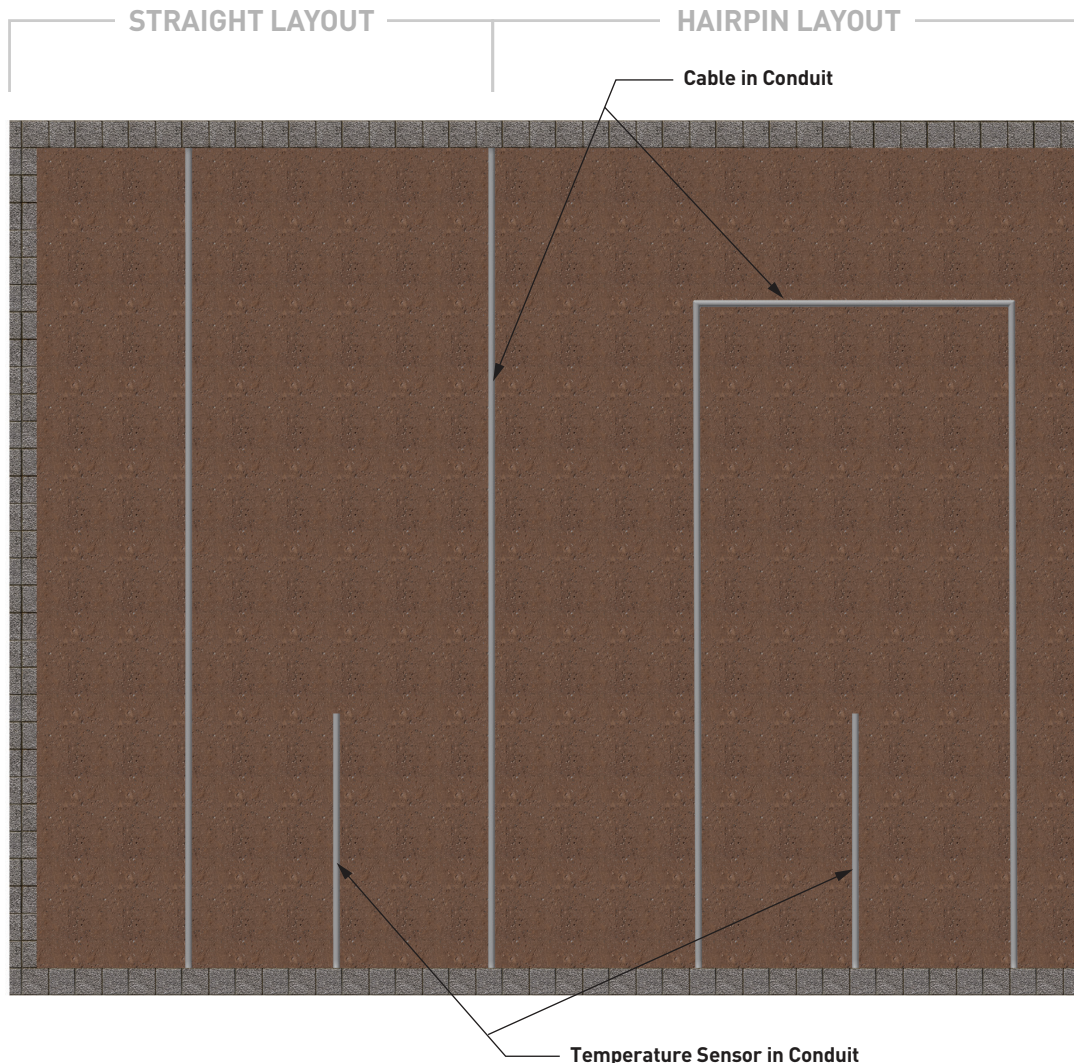 STRAIGHT LAYOUT
HAIRPIN LAYOUT
Cable in Conduit
Temperature Sensor in Conduit